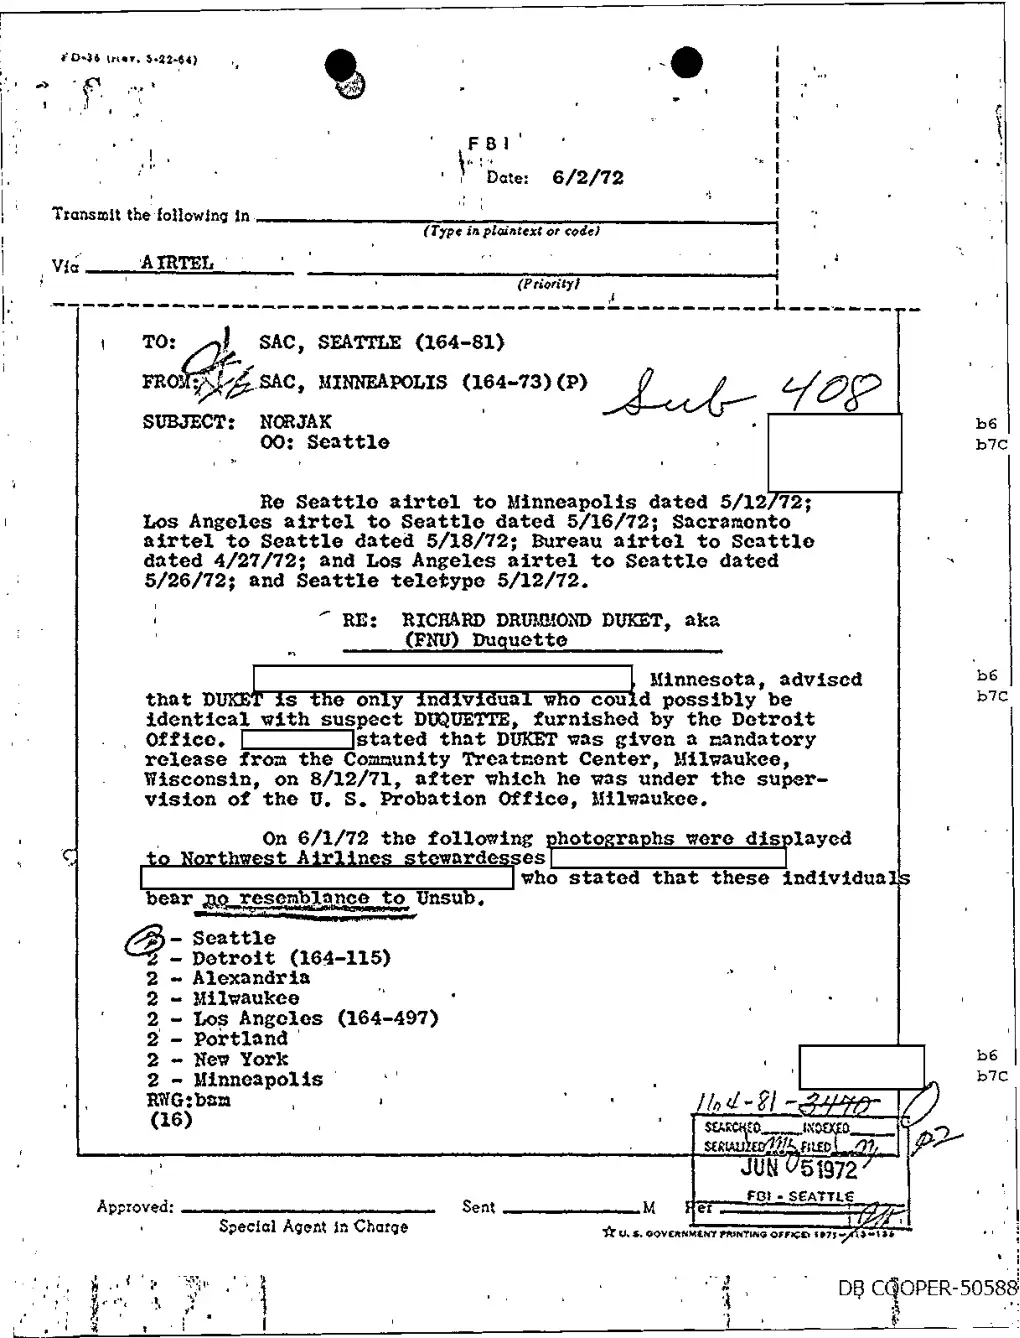 FD-36 (Rev. 5-22-64)
FBI
Date: 6/2/72
Transmit the following in
(Type in plaintext or code)
Via AIRTEL
(Priority)
TO: SAC, SEATTLE (164-81)
FROM: SAC, MINNEAPOLIS (164-73)(P)
Sub 408
SUBJECT: NORJAK
OO: Seattle
b6
b7C
Re Seattle airtel to Minneapolis dated 5/12/72;
Los Angeles airtel to Seattle dated 5/16/72; Sacramento
airtel to Seattle dated 5/18/72; Bureau airtel to Seattle
dated 4/27/72; and Los Angeles airtel to Seattle dated
5/26/72; and Seattle teletype 5/12/72.
RE: RICHARD DRUMMOND DUKET, aka
(FNU) Duquette
, Minnesota, advised
b6
b7C
that DUKET is the only individual who could possibly be
identical with suspect DUQUETTE, furnished by the Detroit
Office. stated that DUKET was given a mandatory
release from the Community Treatment Center, Milwaukee,
Wisconsin, on 8/12/71, after which he was under the super-
vision of the U. S. Probation Office, Milwaukee.
On 6/1/72 the following photographs were displayed
to Northwest Airlines stewardesses
who stated that these individuals
bear no resemblance to Unsub.
2 - Seattle
2 - Detroit (164-115)
2 - Alexandria
2 - Milwaukee
2 - Los Angeles (164-497)
2 - Portland
2 - New York
2 - Minneapolis
RWG:bam
(16)
b6
b7C
164-81-3470
SEARCHED INDEXED
SERIALIZED FILED
JUN 05 1972
FBI - SEATTLE
Approved: Sent M Per
Special Agent in Charge
☆ U. S. GOVERNMENT PRINTING OFFICE: 1971-413-135
DB COOPER-50588